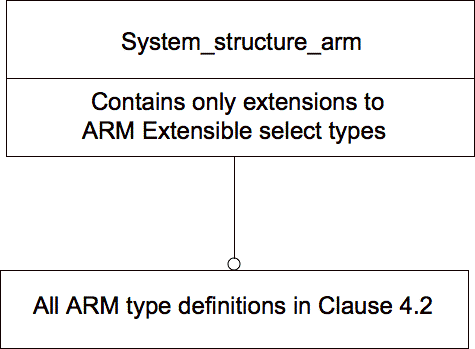 System_structure_arm
Contains only extensions to
ARM Extensible select types
All ARM type definitions in Clause 4.2